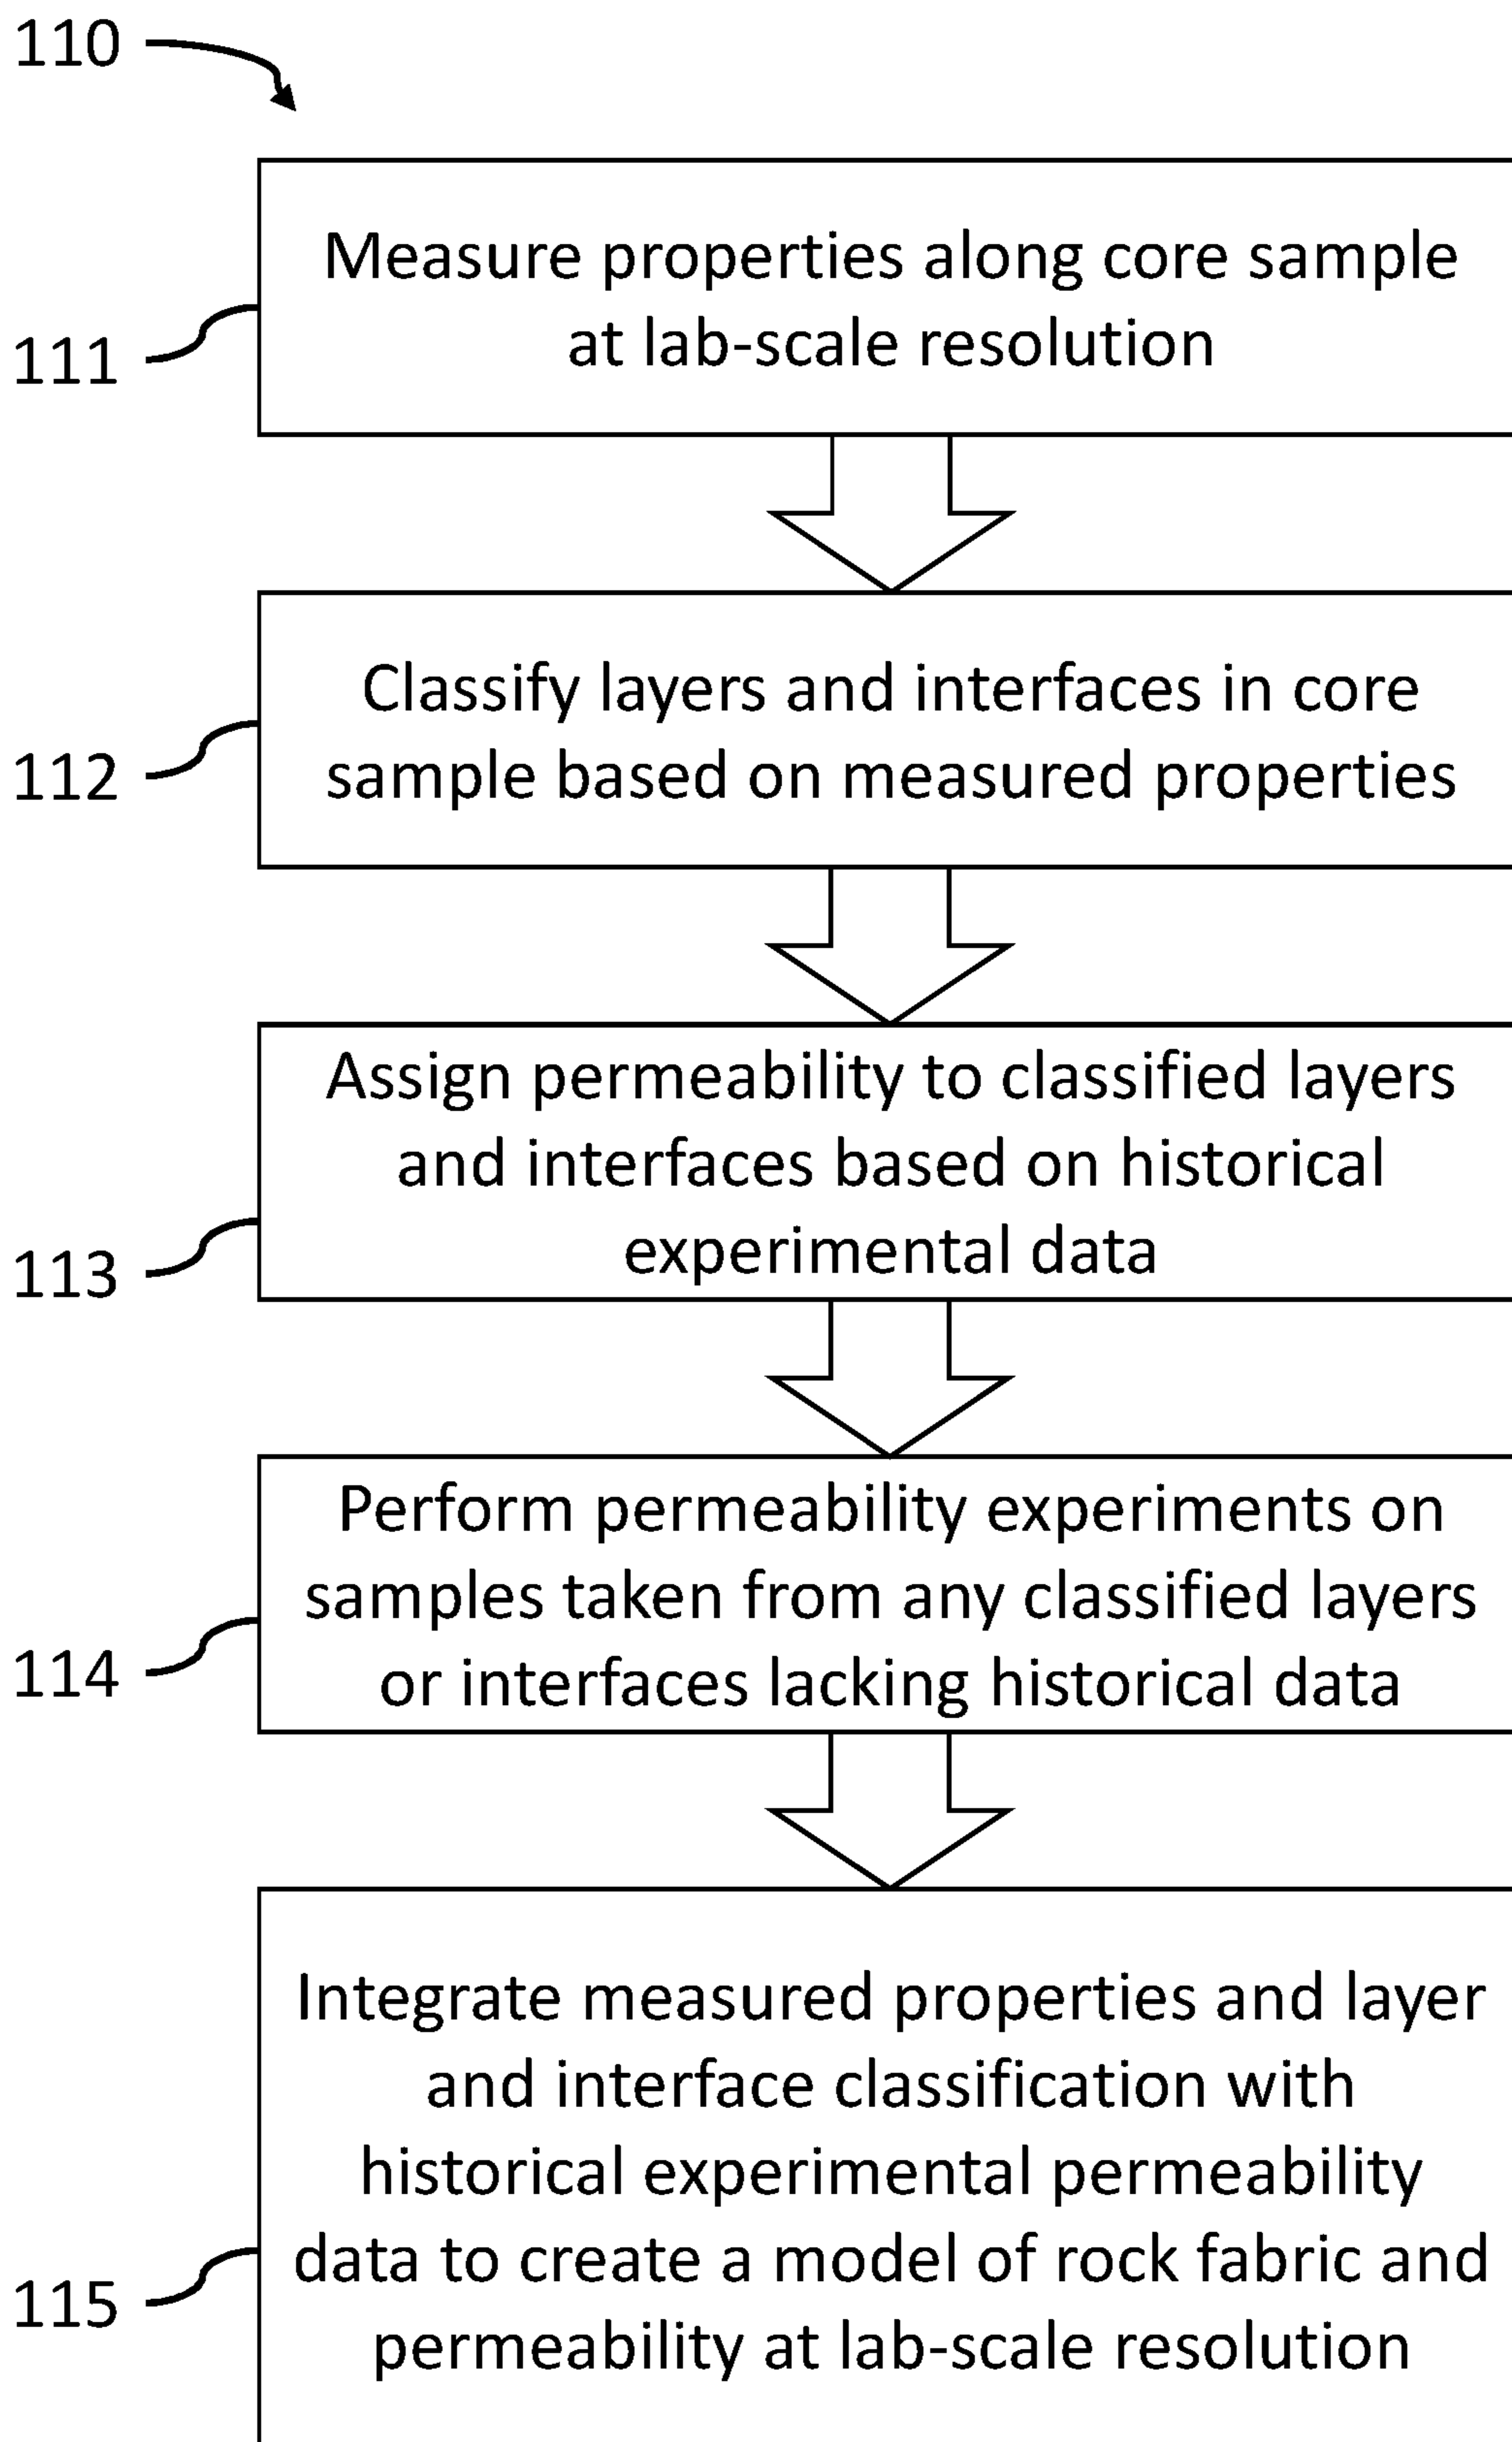 110
Measure properties along core sample
at lab-scale resolution
111
Classify layers and interfaces in core
sample based on measured properties
112
Assign permeability to classified layers
and interfaces based on historical
experimental data
113
Perform permeability experiments on
samples taken from any classified layers
or interfaces lacking historical data
114
Integrate measured properties and layer
and interface classification with
historical experimental permeability
data to create a model of rock fabric and
permeability at lab-scale resolution
115